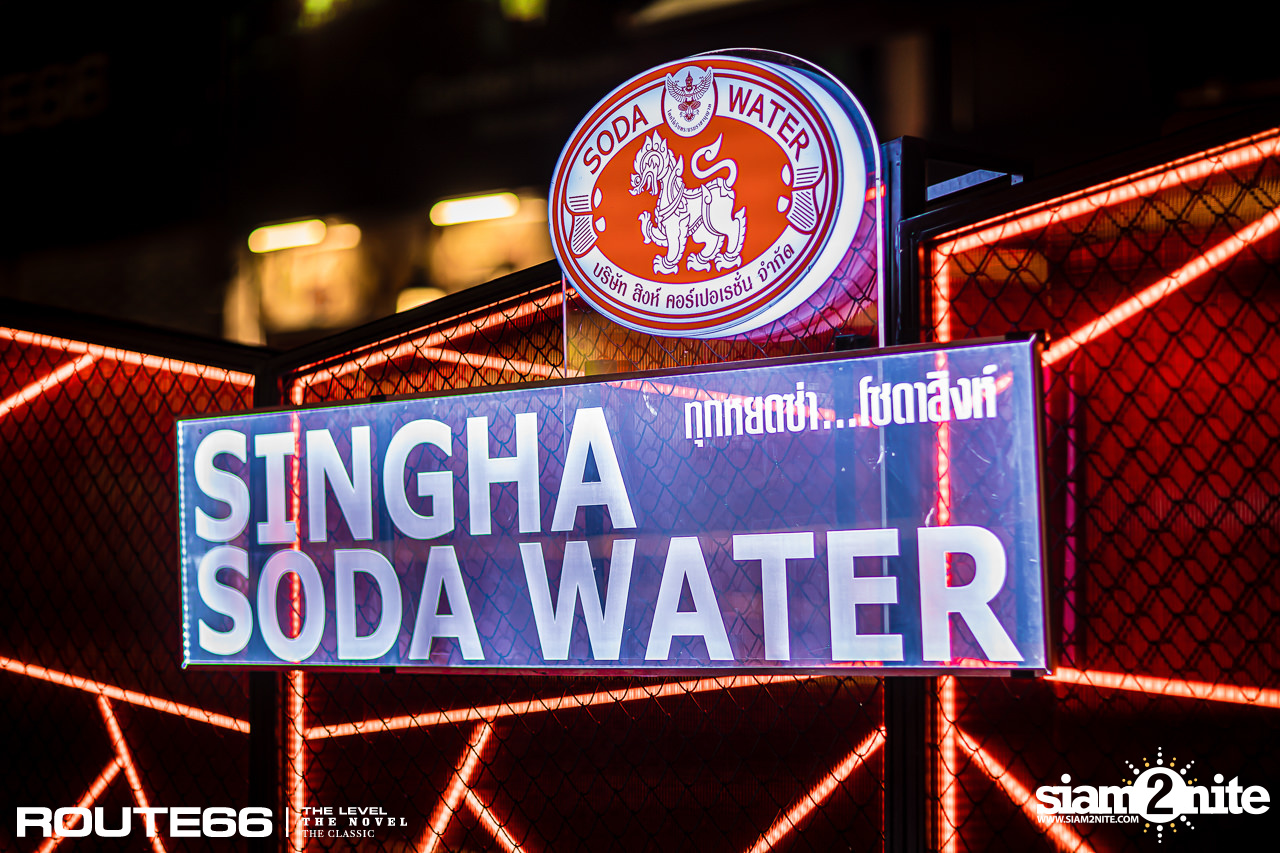 SODA WATER
บริษัท สิงห์ คอร์เปอเรชั่น จำกัด
ทุกหยดซ่า...โซดาสิงห์
SINGHA
SODA WATER
ROUTE66
THE LEVEL
THE NOVEL
THE CLASSIC
siam2nite
WWW.SIAM2NITE.COM